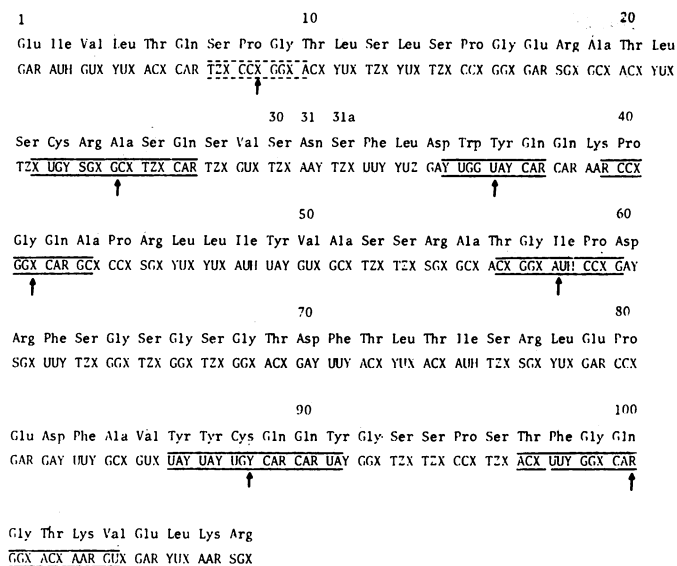 1 10 20
Glu Ile Val Leu Thr Gln Ser Pro Gly Thr Leu Ser Leu Ser Pro Gly Glu Arg Ala Thr Leu
GAR AUH GUX YUX ACX CAR TZX CCX GGX ACX YUX TZX YUX TZX CCX GGX GAR SGX GCX ACX YUX
30 31 31a 40
Ser Cys Arg Ala Ser Gln Ser Val Ser Asn Ser Phe Leu Asp Trp Tyr Gln Gln Lys Pro
TZX UGY SGX GCX TZX CAR TZX GUX TZX AAY TZX UUY YUZ GAY UGG UAY CAR CAR AAR CCX
50 60
Gly Gln Ala Pro Arg Leu Leu Ile Tyr Val Ala Ser Ser Arg Ala Thr Gly Ile Pro Asp
GGX CAR GCX CCX SGX YUX YUX AUH UAY GUX GCX TZX TZX SGX GCX ACX GGX AUH CCX GAY
70 80
Arg Phe Ser Gly Ser Gly Ser Gly Thr Asp Phe Thr Leu Thr Ile Ser Arg Leu Glu Pro
SGX UUY TZX GGX TZX GGX TZX GGX ACX GAY UUY ACX YUX ACX AUH TZX SGX YUX GAR CCX
90 100
Glu Asp Phe Ala Val Tyr Tyr Cys Gln Gln Tyr Gly Ser Ser Pro Ser Thr Phe Gly Gln
GAR GAY UUY GCX GUX UAY UAY UGY CAR CAR UAY GGX TZX TZX CCX TZX ACX UUY GGX CAR
Gly Thr Lys Val Glu Leu Lys Arg
GGX ACX AAR GUX GAR YUX AAR SGX